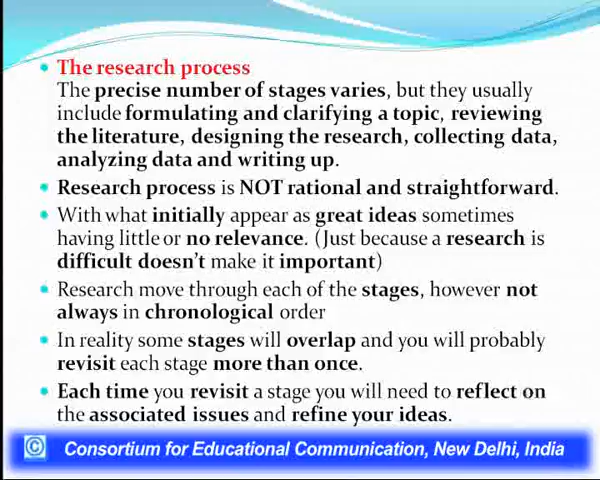 The research process
The precise number of stages varies, but they usually
include formulating and clarifying a topic, reviewing
the literature, designing the research, collecting data,
analyzing data and writing up.
Research process is NOT rational and straightforward.
With what initially appear as great ideas sometimes
having little or no relevance. (Just because a research is
difficult doesn't make it important)
Research move through each of the stages, however not
always in chronological order
In reality some stages will overlap and you will probably
revisit each stage more than once.
Each time you revisit a stage you will need to reflect on
the associated issues and refine your ideas.
© Consortium for Educational Communication, New Delhi, India